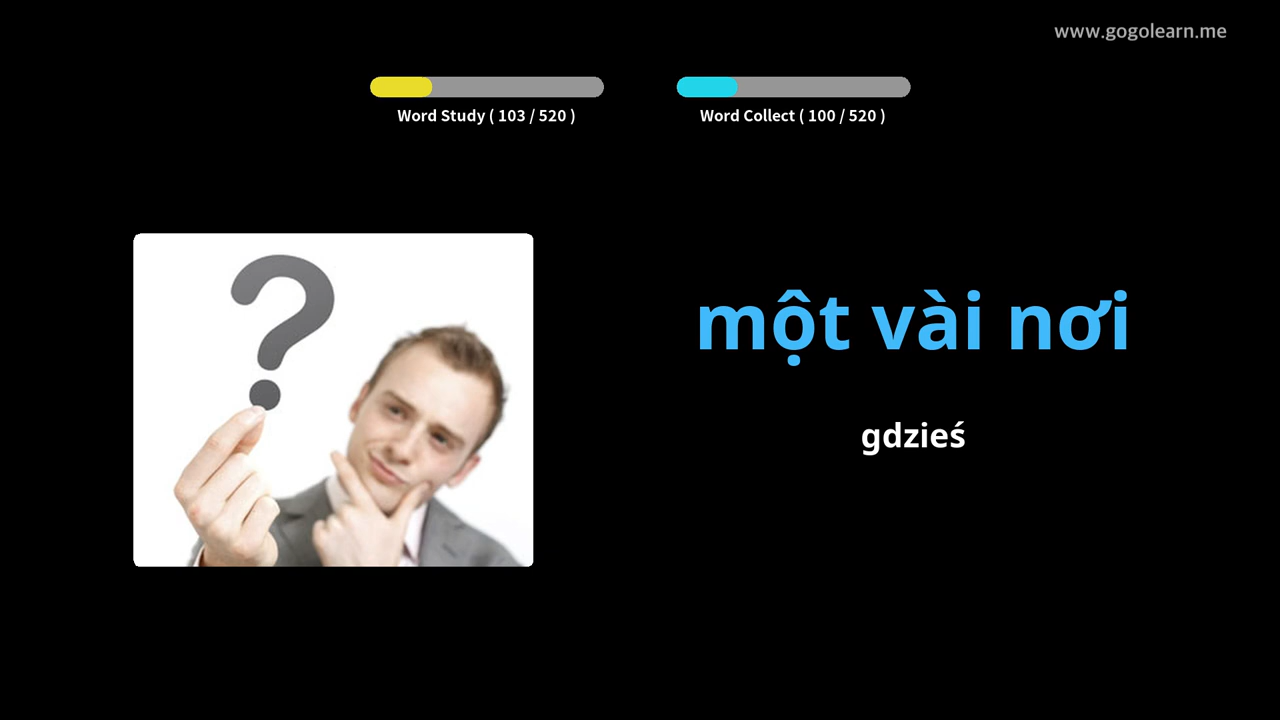 www.gogolearn.me
Word Study ( 103 / 520 )
Word Collect ( 100 / 520 )
một vài nơi
gdzieś